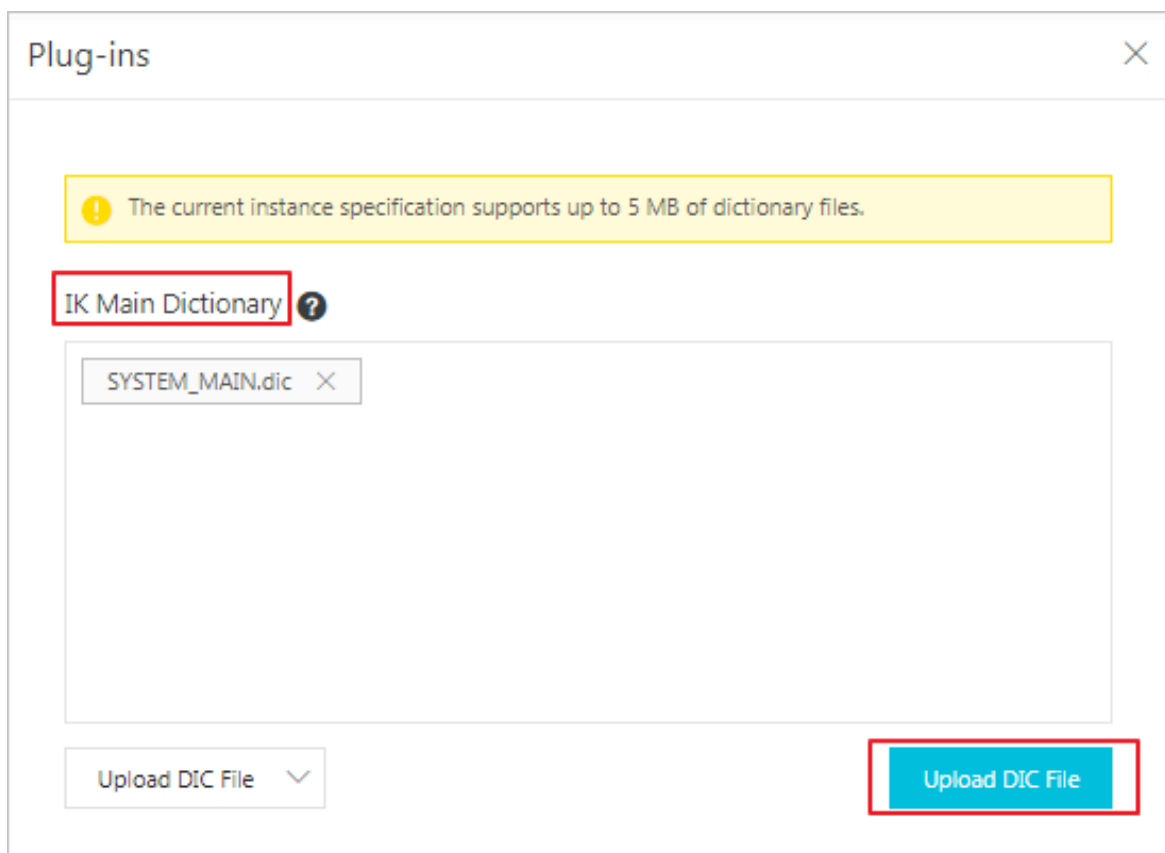 Plug-ins
The current instance specification supports up to 5 MB of dictionary files.
IK Main Dictionary
SYSTEM_MAIN.dic
Upload DIC File Upload DIC File